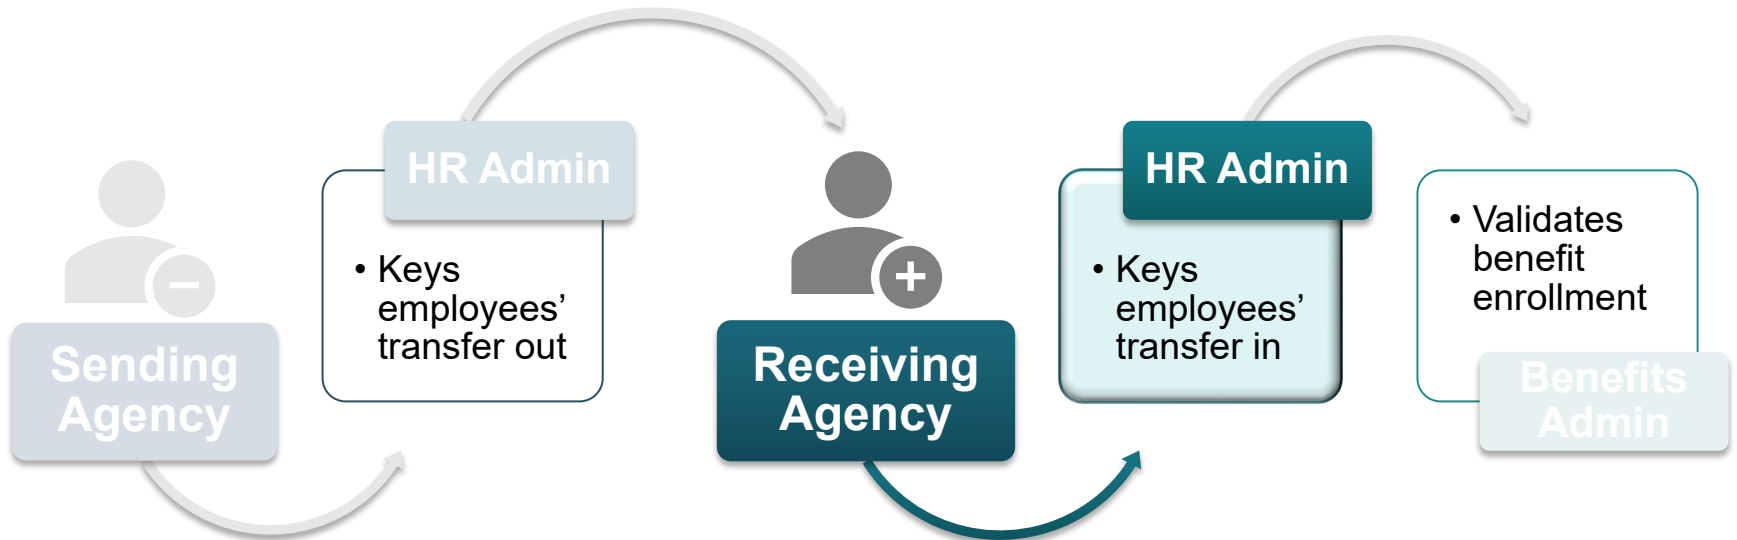 Sending
Agency
HR Admin
• Keys
employees’
transfer out
Receiving
Agency
HR Admin
• Keys
employees’
transfer in
• Validates
benefit
enrollment
Benefits
Admin